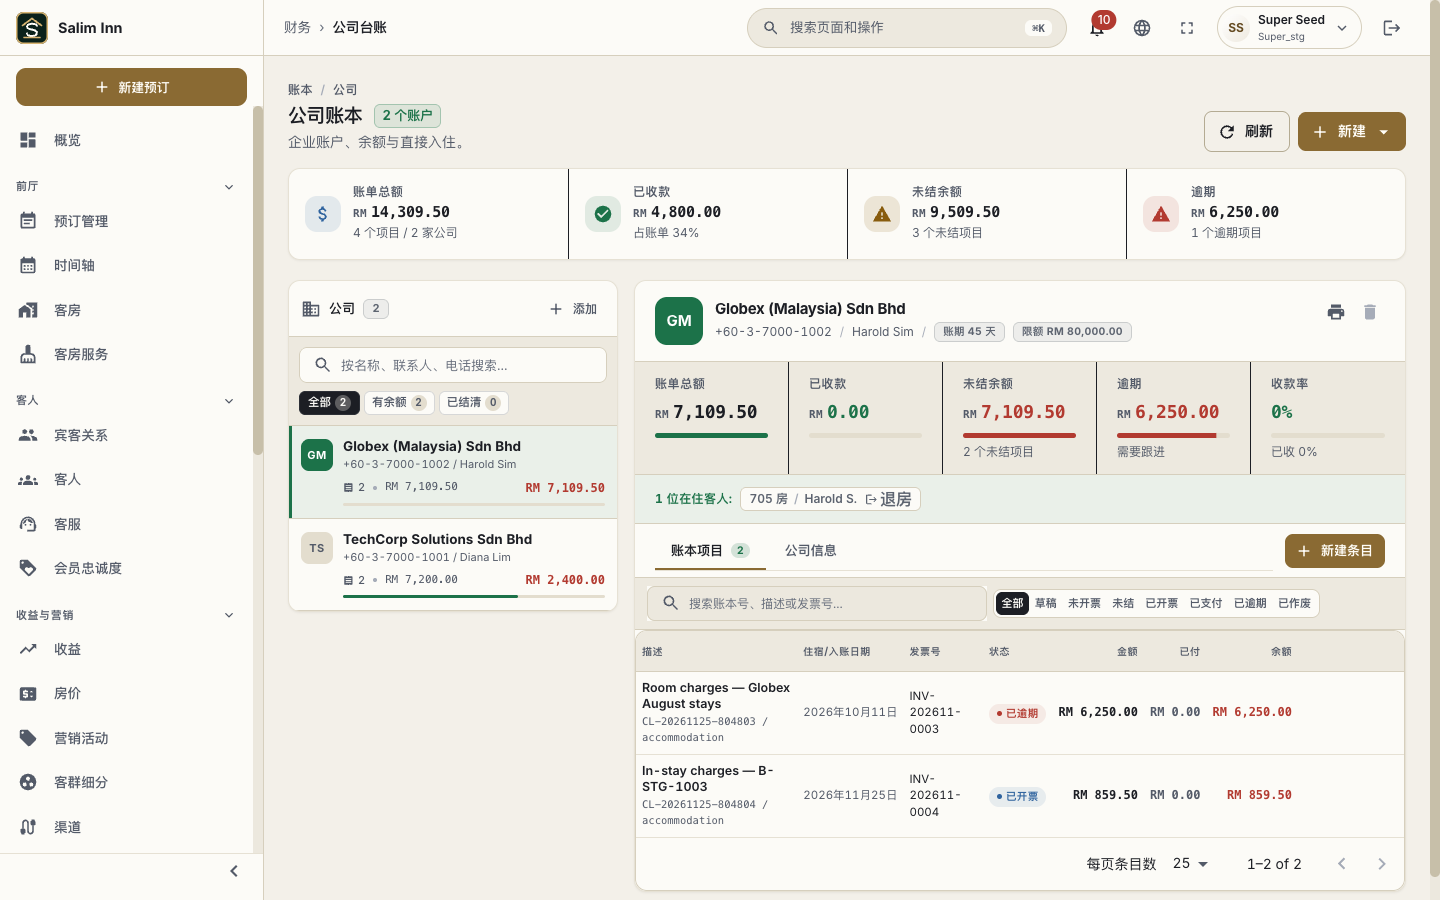 Salim Inn
财务 › 公司台账
搜索页面和操作 ⌘K
10
SS Super Seed
Super_stg
新建预订
概览
前厅
预订管理
时间轴
客房
客房服务
客人
宾客关系
客人
客服
会员忠诚度
收益与营销
收益
房价
营销活动
客群细分
渠道
账本 / 公司
公司账本 2 个账户
企业账户、余额与直接入住。
刷新
新建
账单总额
RM 14,309.50
4 个项目 / 2 家公司
已收款
RM 4,800.00
占账单 34%
未结余额
RM 9,509.50
3 个未结项目
逾期
RM 6,250.00
1 个逾期项目
公司 2 添加
按名称、联系人、电话搜索...
全部 2 有余额 2 已结清 0
GM Globex (Malaysia) Sdn Bhd
+60-3-7000-1002 / Harold Sim
2 • RM 7,109.50 RM 7,109.50
TS TechCorp Solutions Sdn Bhd
+60-3-7000-1001 / Diana Lim
2 • RM 7,200.00 RM 2,400.00
GM Globex (Malaysia) Sdn Bhd
+60-3-7000-1002 / Harold Sim / 账期 45 天 限额 RM 80,000.00
账单总额
RM 7,109.50
已收款
RM 0.00
未结余额
RM 7,109.50
2 个未结项目
逾期
RM 6,250.00
需要跟进
收款率
0%
已收 0%
1 位在住客人: 705 房 / Harold S. 退房
账本项目 2 公司信息 新建条目
搜索账本号、描述或发票号...
全部 草稿 未开票 未结 已开票 已支付 已逾期 已作废
描述 住宿/入账日期 发票号 状态 金额 已付 余额
Room charges — Globex
August stays
CL-20261125-804803 /
accommodation
2026年10月11日
INV-
202611-
0003
已逾期 RM 6,250.00 RM 0.00 RM 6,250.00
In-stay charges — B-
STG-1003
CL-20261125-804804 /
accommodation
2026年11月25日
INV-
202611-
0004
已开票 RM 859.50 RM 0.00 RM 859.50
每页条目数 25 1–2 of 2